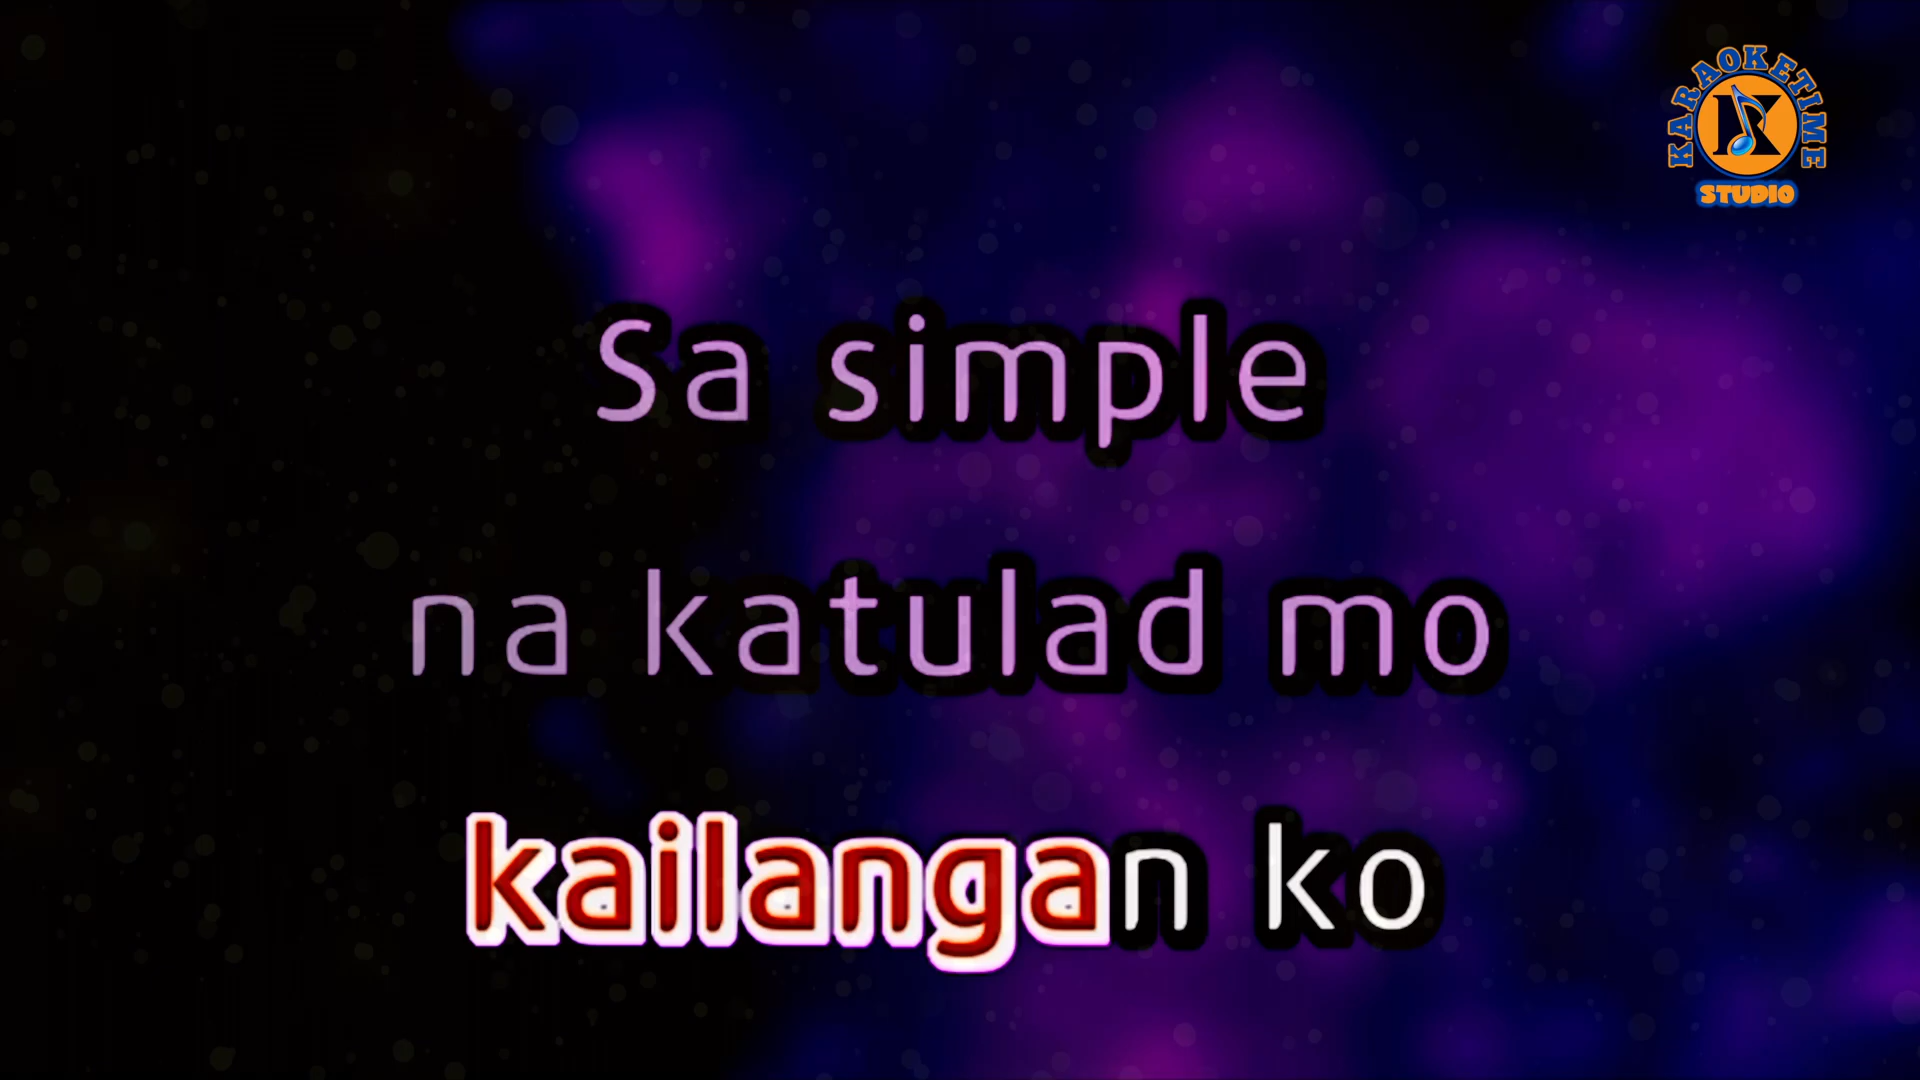 KARAOKETIME
K
STUDIO
Sa simple
na katulad mo
kailangan ko